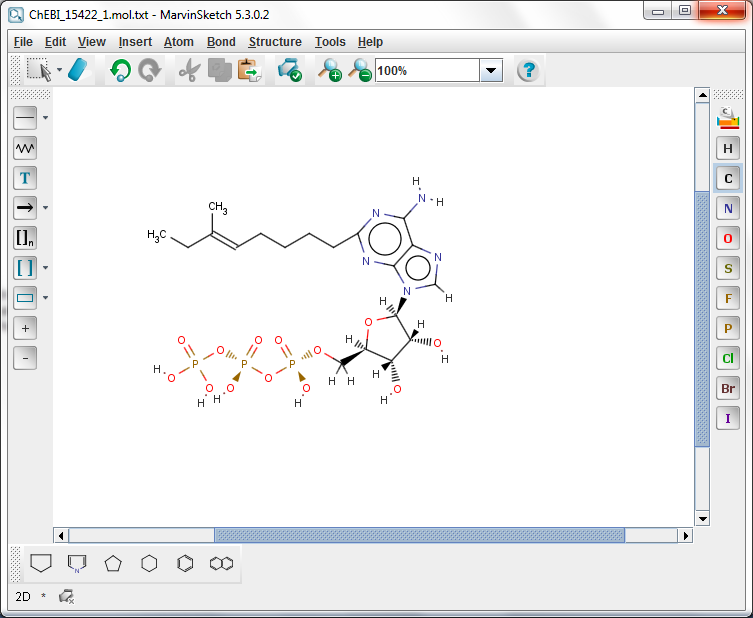 ChEBI_15422_1.mol.txt - MarvinSketch 5.3.0.2
File Edit View Insert Atom Bond Structure Tools Help
100% ?
H
C
N
O
S
F
P
Cl
Br
I
T
[]n
[ ]
+
-
H
N H
CH3
H3C
N
N
N
N H
H
O H
H O
H H
H O
O O O
O O O
P P P
H O O O O H
H H H
N
2D *